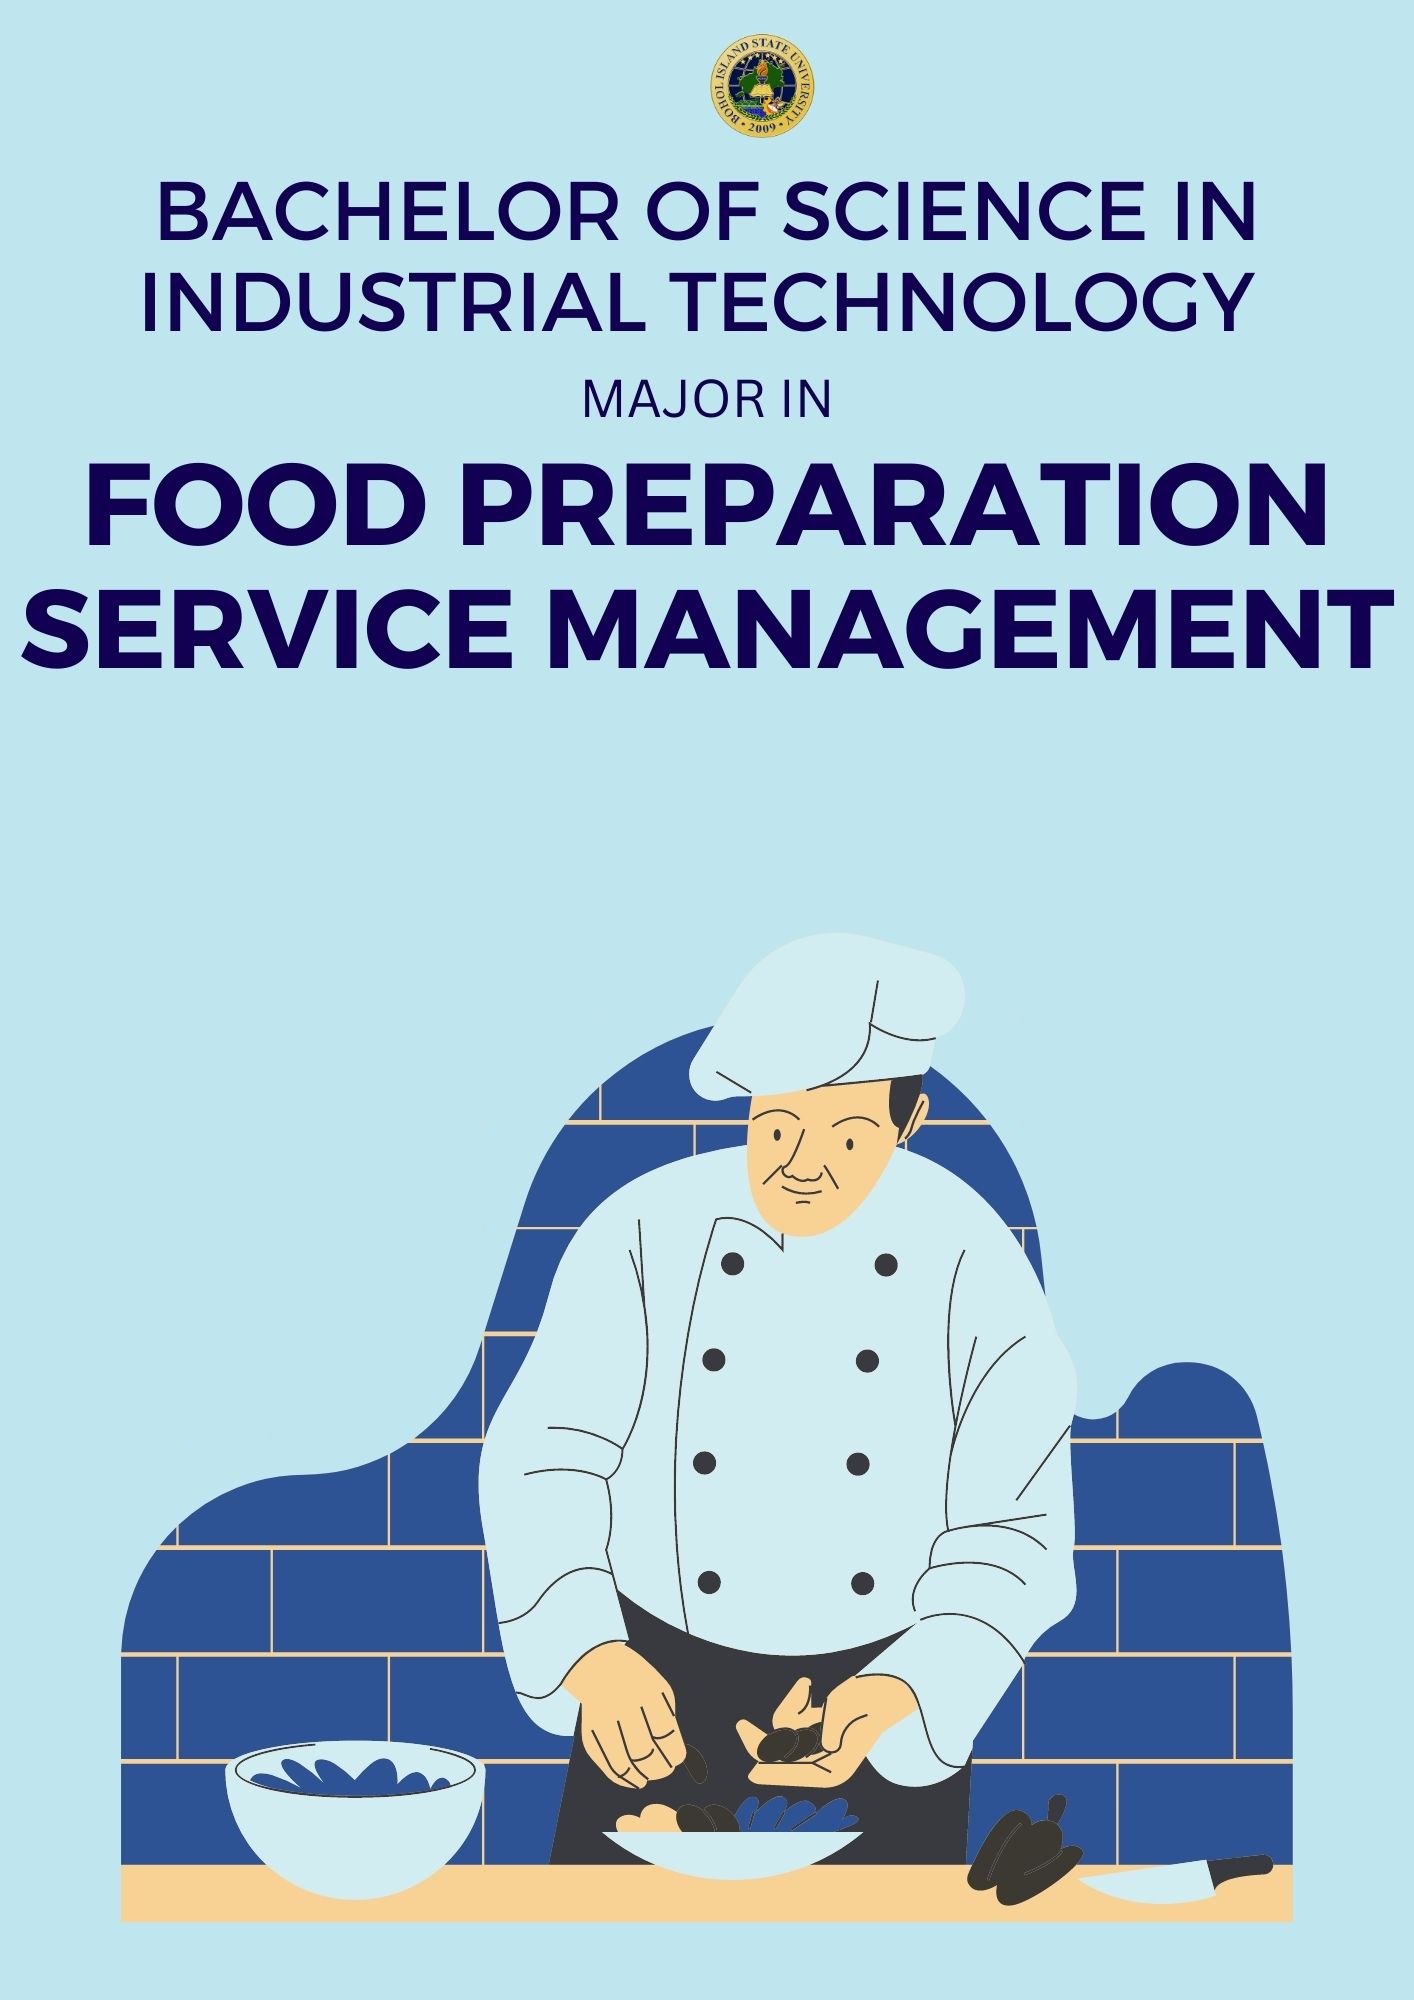 BOHOL ISLAND STATE UNIVERSITY
• 2009 •
BACHELOR OF SCIENCE IN
INDUSTRIAL TECHNOLOGY
MAJOR IN
FOOD PREPARATION
SERVICE MANAGEMENT